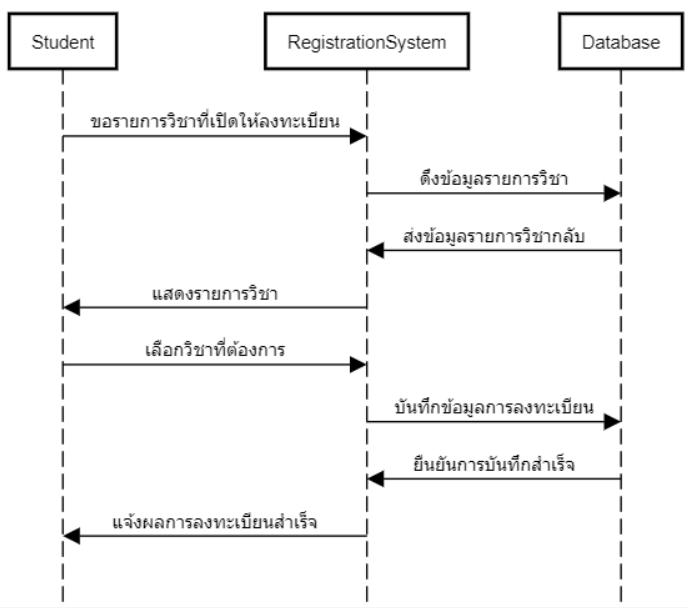 Student
RegistrationSystem
Database
ขอรายการวิชาที่เปิดให้ลงทะเบียน
ดึงข้อมูลรายการวิชา
ส่งข้อมูลรายการวิชากลับ
แสดงรายการวิชา
เลือกวิชาที่ต้องการ
บันทึกข้อมูลการลงทะเบียน
ยืนยันการบันทึกสำเร็จ
แจ้งผลการลงทะเบียนสำเร็จ